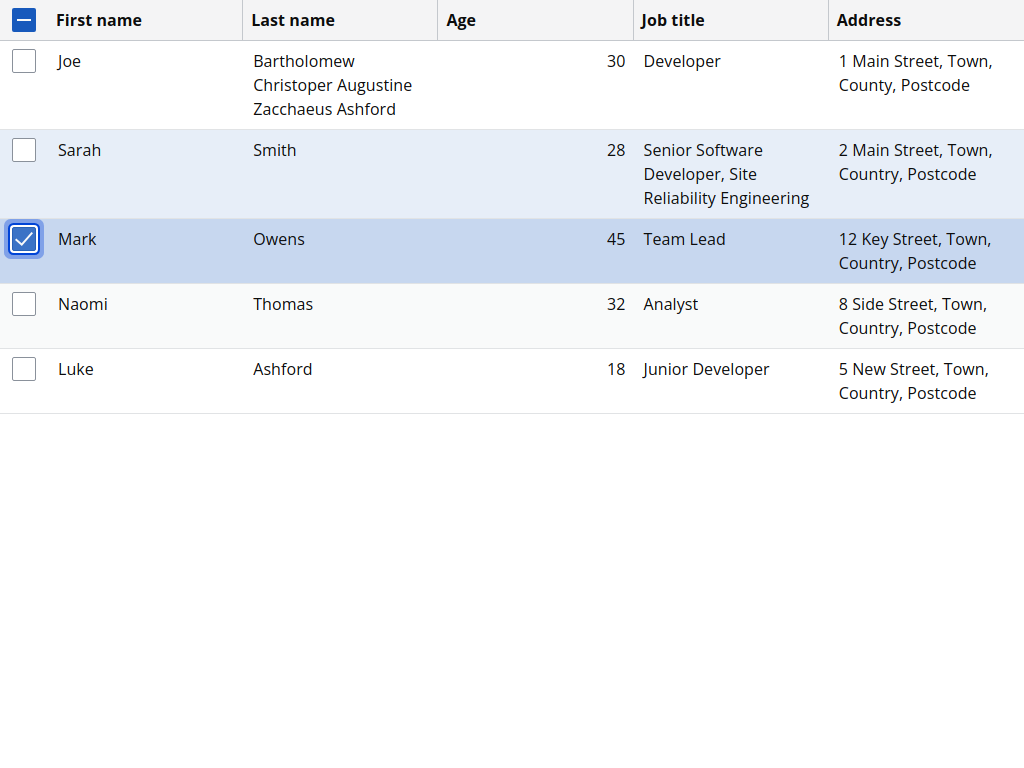 First name Last name Age Job title Address
Joe Bartholomew 30 Developer 1 Main Street, Town,
Christoper Augustine County, Postcode
Zacchaeus Ashford
Sarah Smith 28 Senior Software 2 Main Street, Town,
Developer, Site Country, Postcode
Reliability Engineering
Mark Owens 45 Team Lead 12 Key Street, Town,
Country, Postcode
Naomi Thomas 32 Analyst 8 Side Street, Town,
Country, Postcode
Luke Ashford 18 Junior Developer 5 New Street, Town,
Country, Postcode